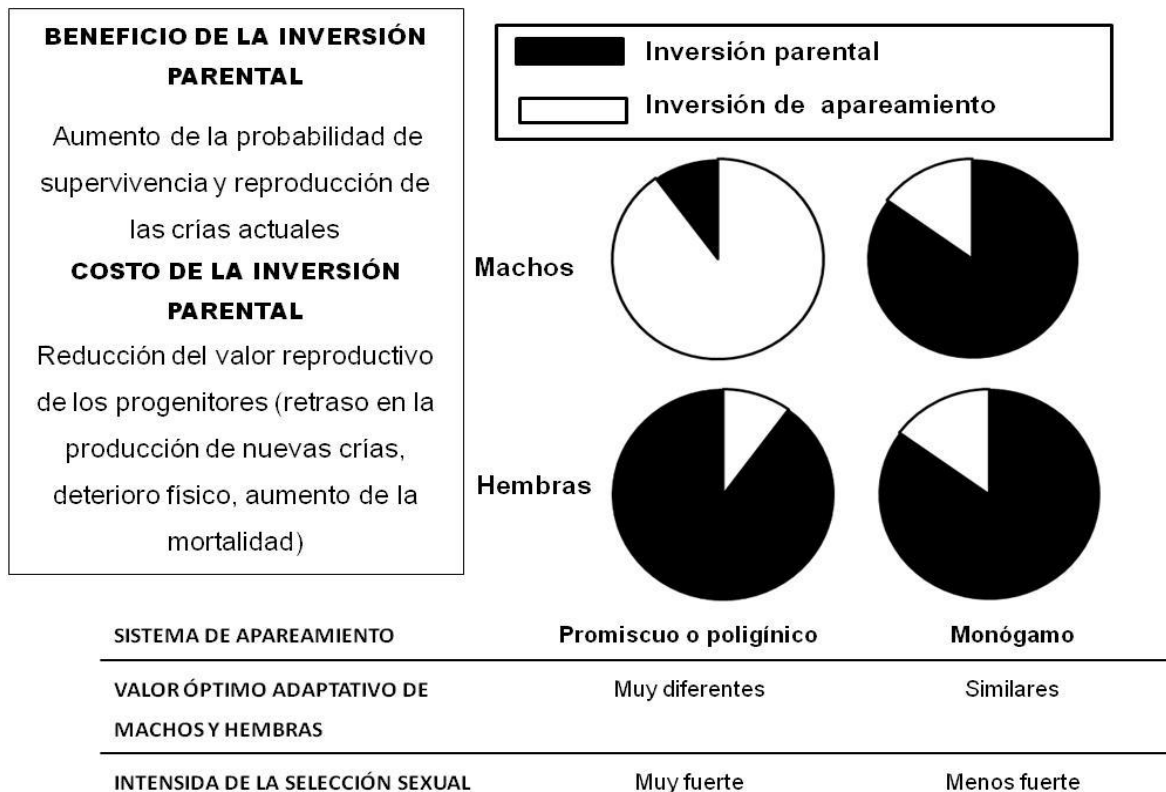 BENEFICIO DE LA INVERSIÓN
PARENTAL
Aumento de la probabilidad de
supervivencia y reproducción de
las crías actuales
COSTO DE LA INVERSIÓN
PARENTAL
Reducción del valor reproductivo
de los progenitores (retraso en la
producción de nuevas crías,
deterioro físico, aumento de la
mortalidad)
Inversión parental
Inversión de apareamiento
Machos
Hembras
SISTEMA DE APAREAMIENTO Promiscuo o poligínico Monógamo
VALOR ÓPTIMO ADAPTATIVO DE Muy diferentes Similares
MACHOS Y HEMBRAS
INTENSIDA DE LA SELECCIÓN SEXUAL Muy fuerte Menos fuerte